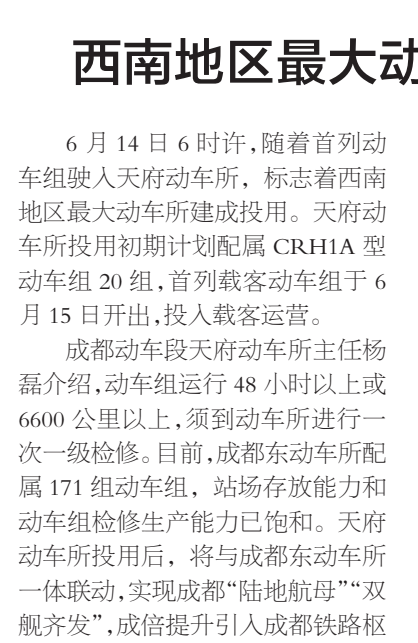 西南地区最大动
6 月 14 日 6 时许,随着首列动
车组驶入天府动车所，标志着西南
地区最大动车所建成投用。天府动
车所投用初期计划配属 CRH1A 型
动车组 20 组,首列载客动车组于 6
月 15 日开出,投入载客运营。
成都动车段天府动车所主任杨
磊介绍,动车组运行 48 小时以上或
6600 公里以上,须到动车所进行一
次一级检修。目前,成都东动车所配
属 171 组动车组，站场存放能力和
动车组检修生产能力已饱和。天府
动车所投用后，将与成都东动车所
一体联动,实现成都“陆地航母”“双
舰齐发”,成倍提升引入成都铁路枢